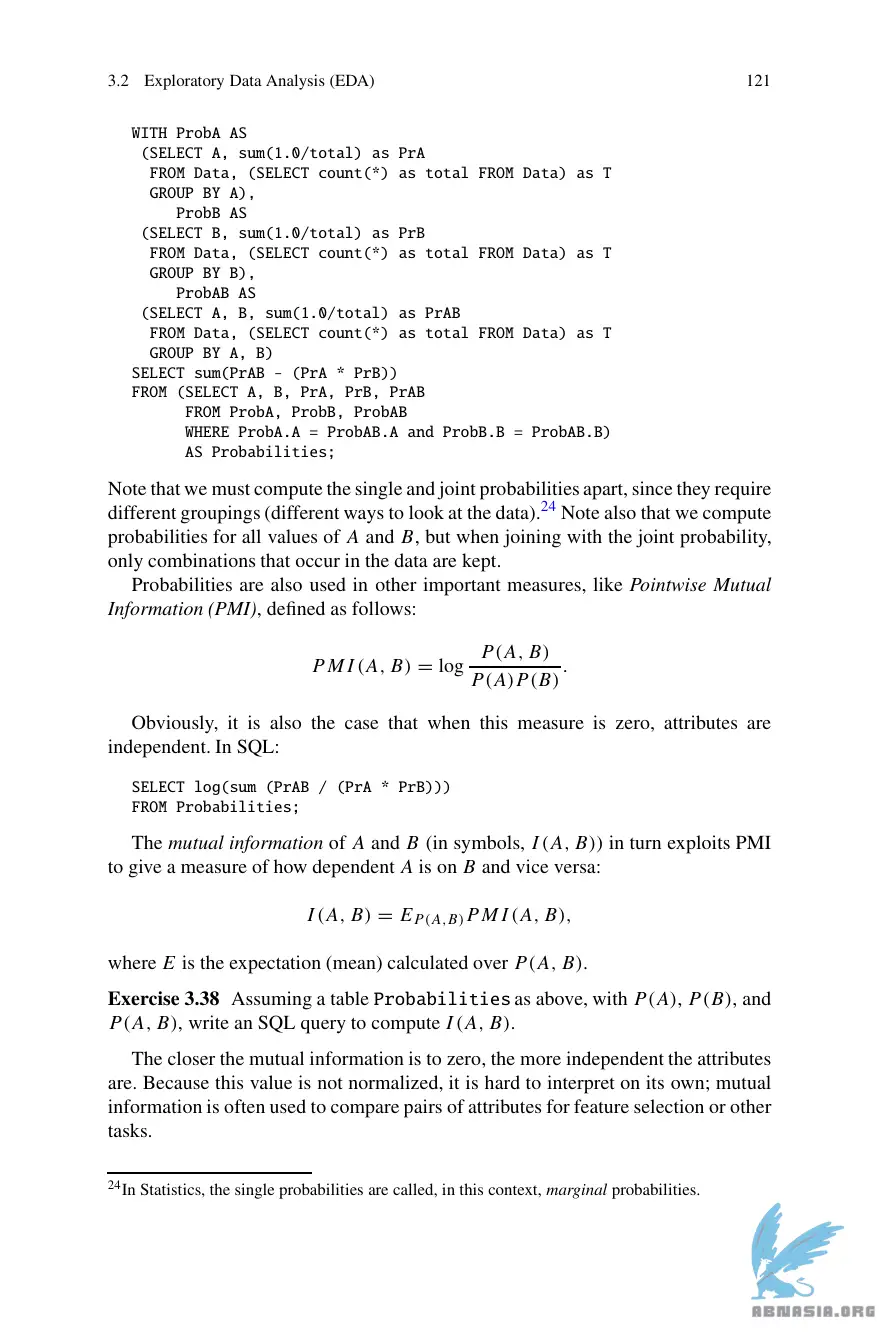 3.2 Exploratory Data Analysis (EDA) 121
WITH ProbA AS
(SELECT A, sum(1.0/total) as PrA
FROM Data, (SELECT count(*) as total FROM Data) as T
GROUP BY A),
ProbB AS
(SELECT B, sum(1.0/total) as PrB
FROM Data, (SELECT count(*) as total FROM Data) as T
GROUP BY B),
ProbAB AS
(SELECT A, B, sum(1.0/total) as PrAB
FROM Data, (SELECT count(*) as total FROM Data) as T
GROUP BY A, B)
SELECT sum(PrAB - (PrA * PrB))
FROM (SELECT A, B, PrA, PrB, PrAB
FROM ProbA, ProbB, ProbAB
WHERE ProbA.A = ProbAB.A and ProbB.B = ProbAB.B)
AS Probabilities;
Note that we must compute the single and joint probabilities apart, since they require
different groupings (different ways to look at the data).24 Note also that we compute
probabilities for all values of A and B, but when joining with the joint probability,
only combinations that occur in the data are kept.
Probabilities are also used in other important measures, like Pointwise Mutual
Information (PMI), defined as follows:
PMI(A, B) = log P(A, B) / P(A)P(B).
Obviously, it is also the case that when this measure is zero, attributes are
independent. In SQL:
SELECT log(sum (PrAB / (PrA * PrB)))
FROM Probabilities;
The mutual information of A and B (in symbols, I(A, B)) in turn exploits PMI
to give a measure of how dependent A is on B and vice versa:
I(A, B) = E P(A,B) PMI(A, B),
where E is the expectation (mean) calculated over P(A, B).
Exercise 3.38 Assuming a table Probabilities as above, with P(A), P(B), and
P(A, B), write an SQL query to compute I(A, B).
The closer the mutual information is to zero, the more independent the attributes
are. Because this value is not normalized, it is hard to interpret on its own; mutual
information is often used to compare pairs of attributes for feature selection or other
tasks.
24 In Statistics, the single probabilities are called, in this context, marginal probabilities.
ABNASIA.ORG